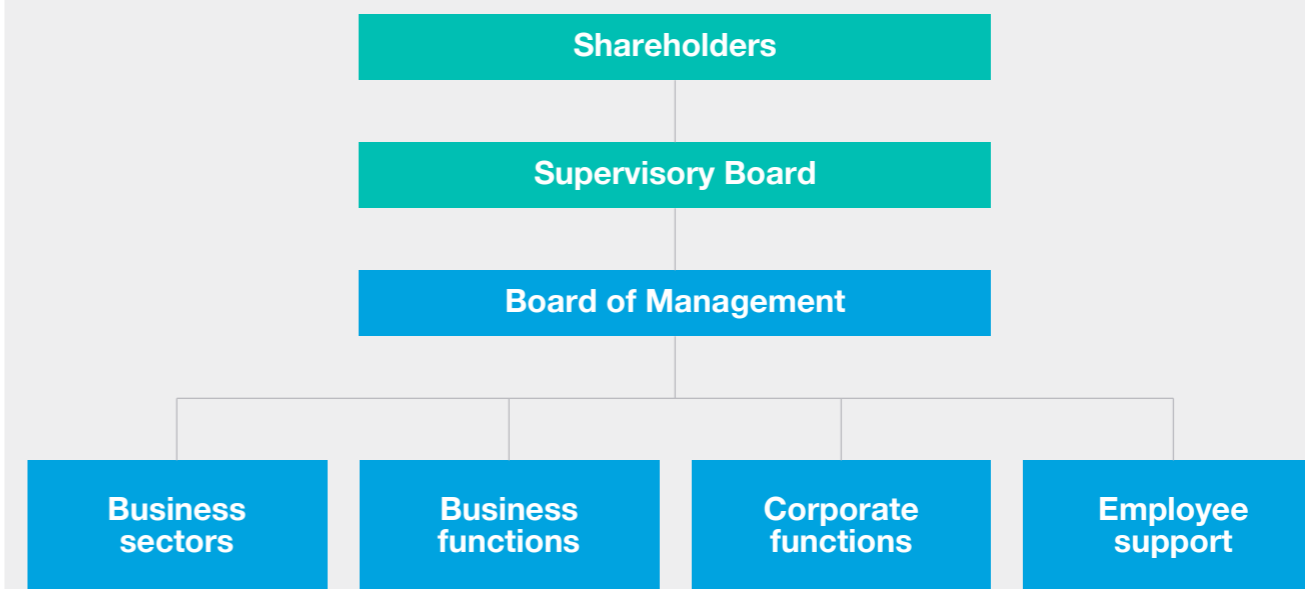 Shareholders
Supervisory Board
Board of Management
Business
sectors
Business
functions
Corporate
functions
Employee
support